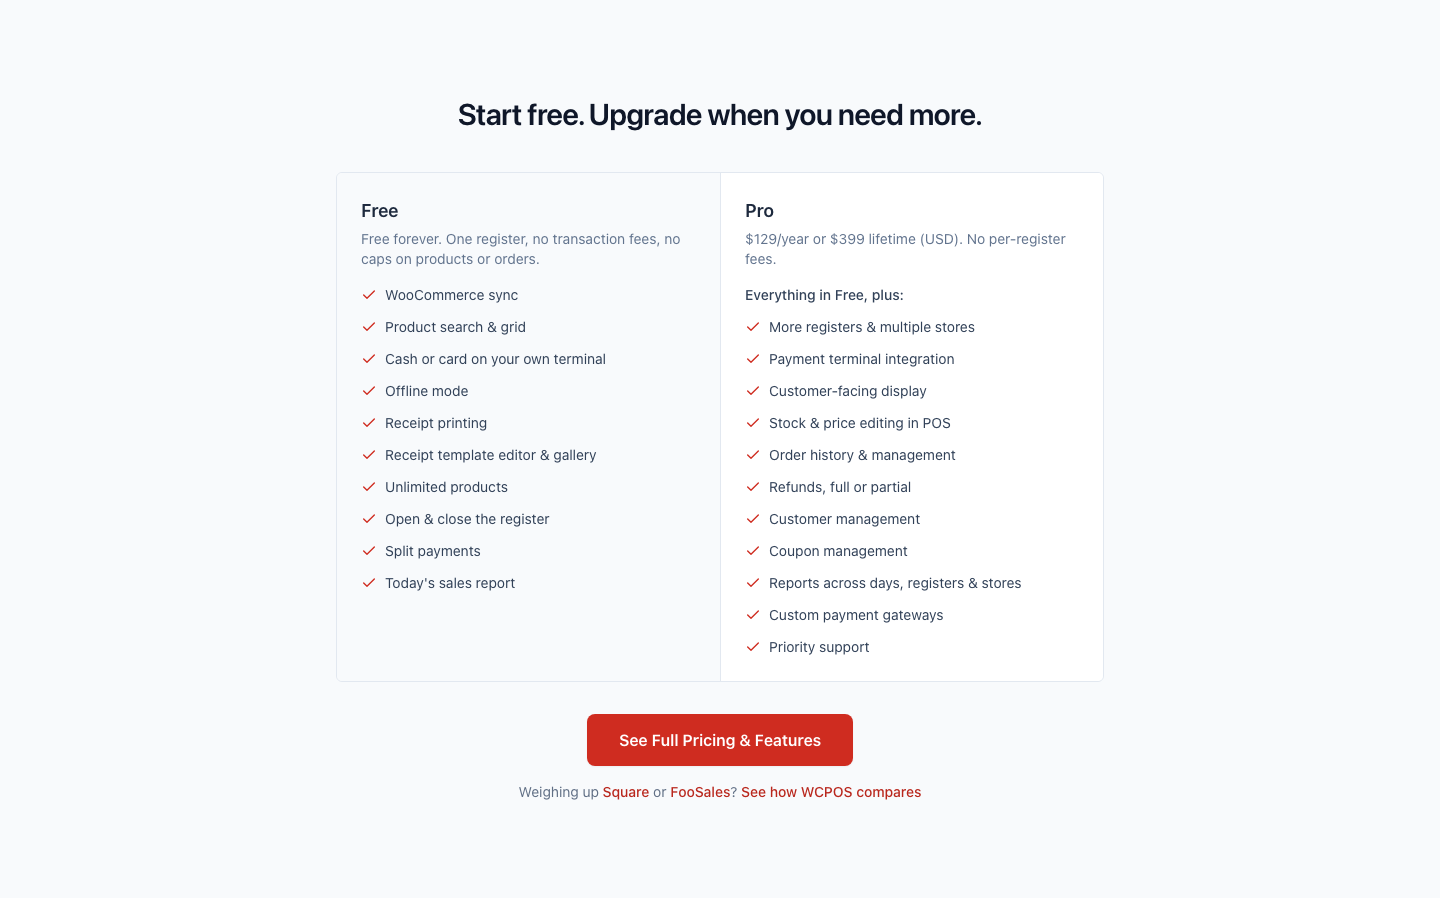 Start free. Upgrade when you need more.
Free
Free forever. One register, no transaction fees, no
caps on products or orders.
WooCommerce sync
Product search & grid
Cash or card on your own terminal
Offline mode
Receipt printing
Receipt template editor & gallery
Unlimited products
Open & close the register
Split payments
Today's sales report
Pro
$129/year or $399 lifetime (USD). No per-register
fees.
Everything in Free, plus:
More registers & multiple stores
Payment terminal integration
Customer-facing display
Stock & price editing in POS
Order history & management
Refunds, full or partial
Customer management
Coupon management
Reports across days, registers & stores
Custom payment gateways
Priority support
See Full Pricing & Features
Weighing up Square or FooSales? See how WCPOS compares